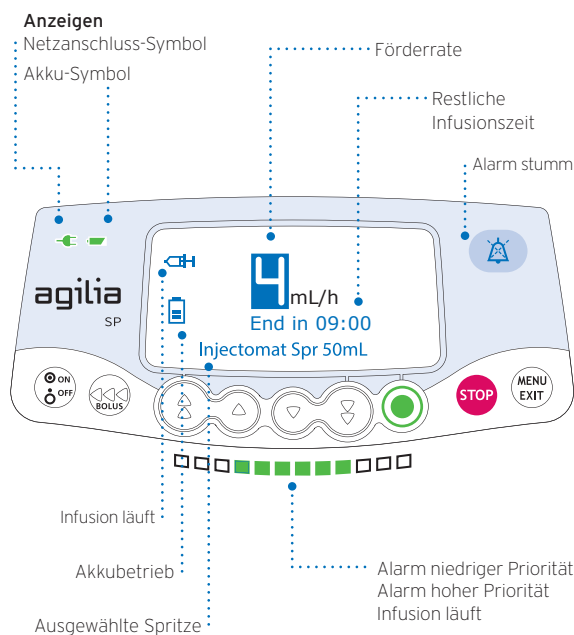 Anzeigen
Netzanschluss-Symbol
Akku-Symbol
Förderrate
Restliche
Infusionszeit
Alarm stumm
agilia
SP
4 mL/h
End in 09:00
Injectomat Spr 50mL
ON
OFF
BOLUS
STOP
MENU
EXIT
Infusion läuft
Akkubetrieb
Ausgewählte Spritze
Alarm niedriger Priorität
Alarm hoher Priorität
Infusion läuft